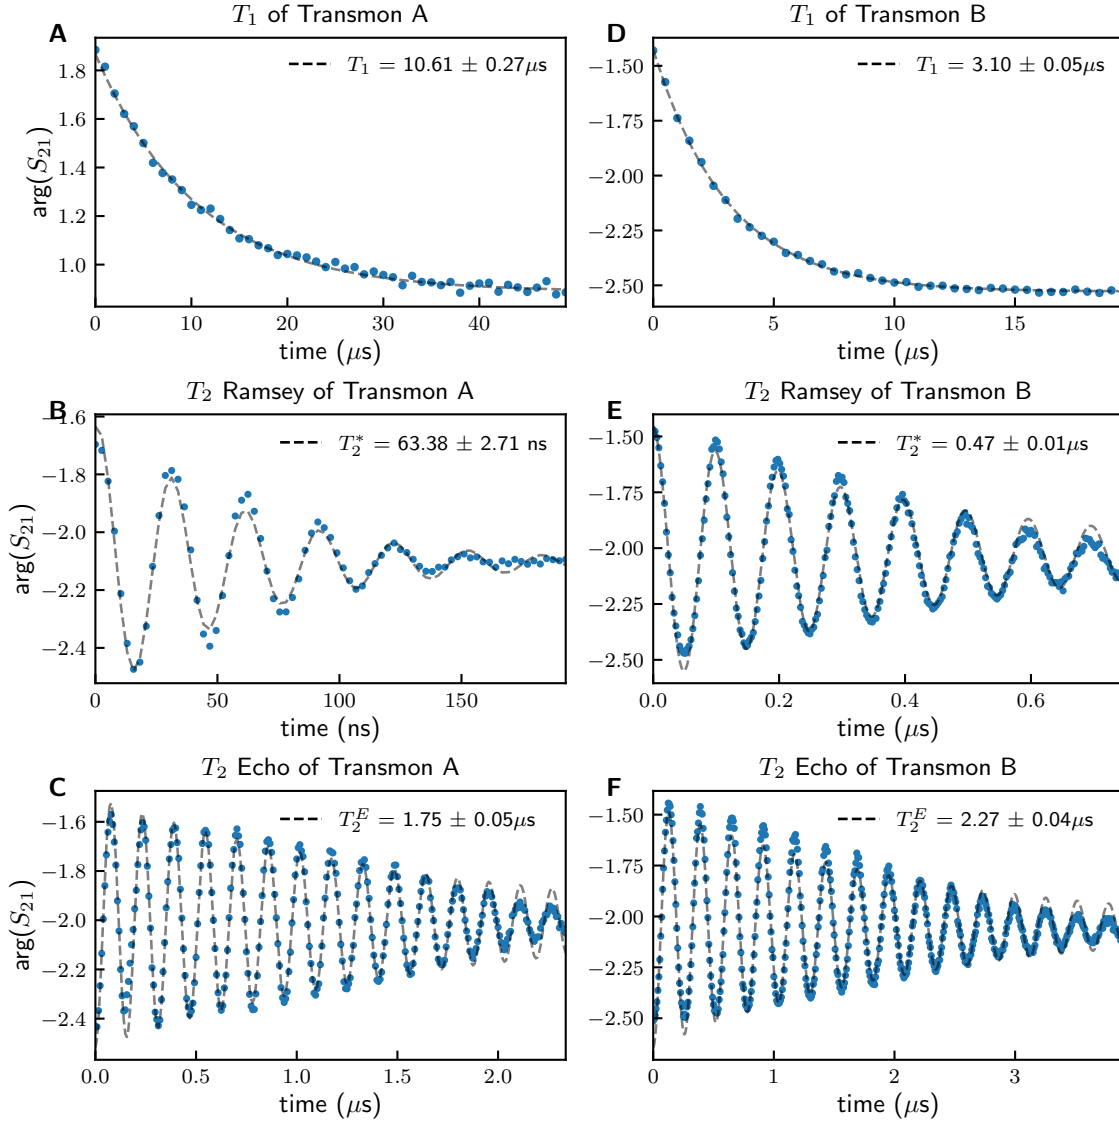 A
T₁ of Transmon A
arg(S₂₁)
1.8
1.6
1.4
1.2
1.0
T₁ = 10.61 ± 0.27μs
0 10 20 30 40
time (μs)
D
T₁ of Transmon B
−1.50
−1.75
−2.00
−2.25
−2.50
T₁ = 3.10 ± 0.05μs
0 5 10 15
time (μs)
B
T₂ Ramsey of Transmon A
arg(S₂₁)
−1.6
−1.8
−2.0
−2.2
−2.4
T₂* = 63.38 ± 2.71 ns
0 50 100 150
time (ns)
E
T₂ Ramsey of Transmon B
−1.50
−1.75
−2.00
−2.25
−2.50
T₂* = 0.47 ± 0.01μs
0.0 0.2 0.4 0.6
time (μs)
C
T₂ Echo of Transmon A
arg(S₂₁)
−1.6
−1.8
−2.0
−2.2
−2.4
T₂ᴱ = 1.75 ± 0.05μs
0.0 0.5 1.0 1.5 2.0
time (μs)
F
T₂ Echo of Transmon B
−1.50
−1.75
−2.00
−2.25
−2.50
T₂ᴱ = 2.27 ± 0.04μs
0 1 2 3
time (μs)